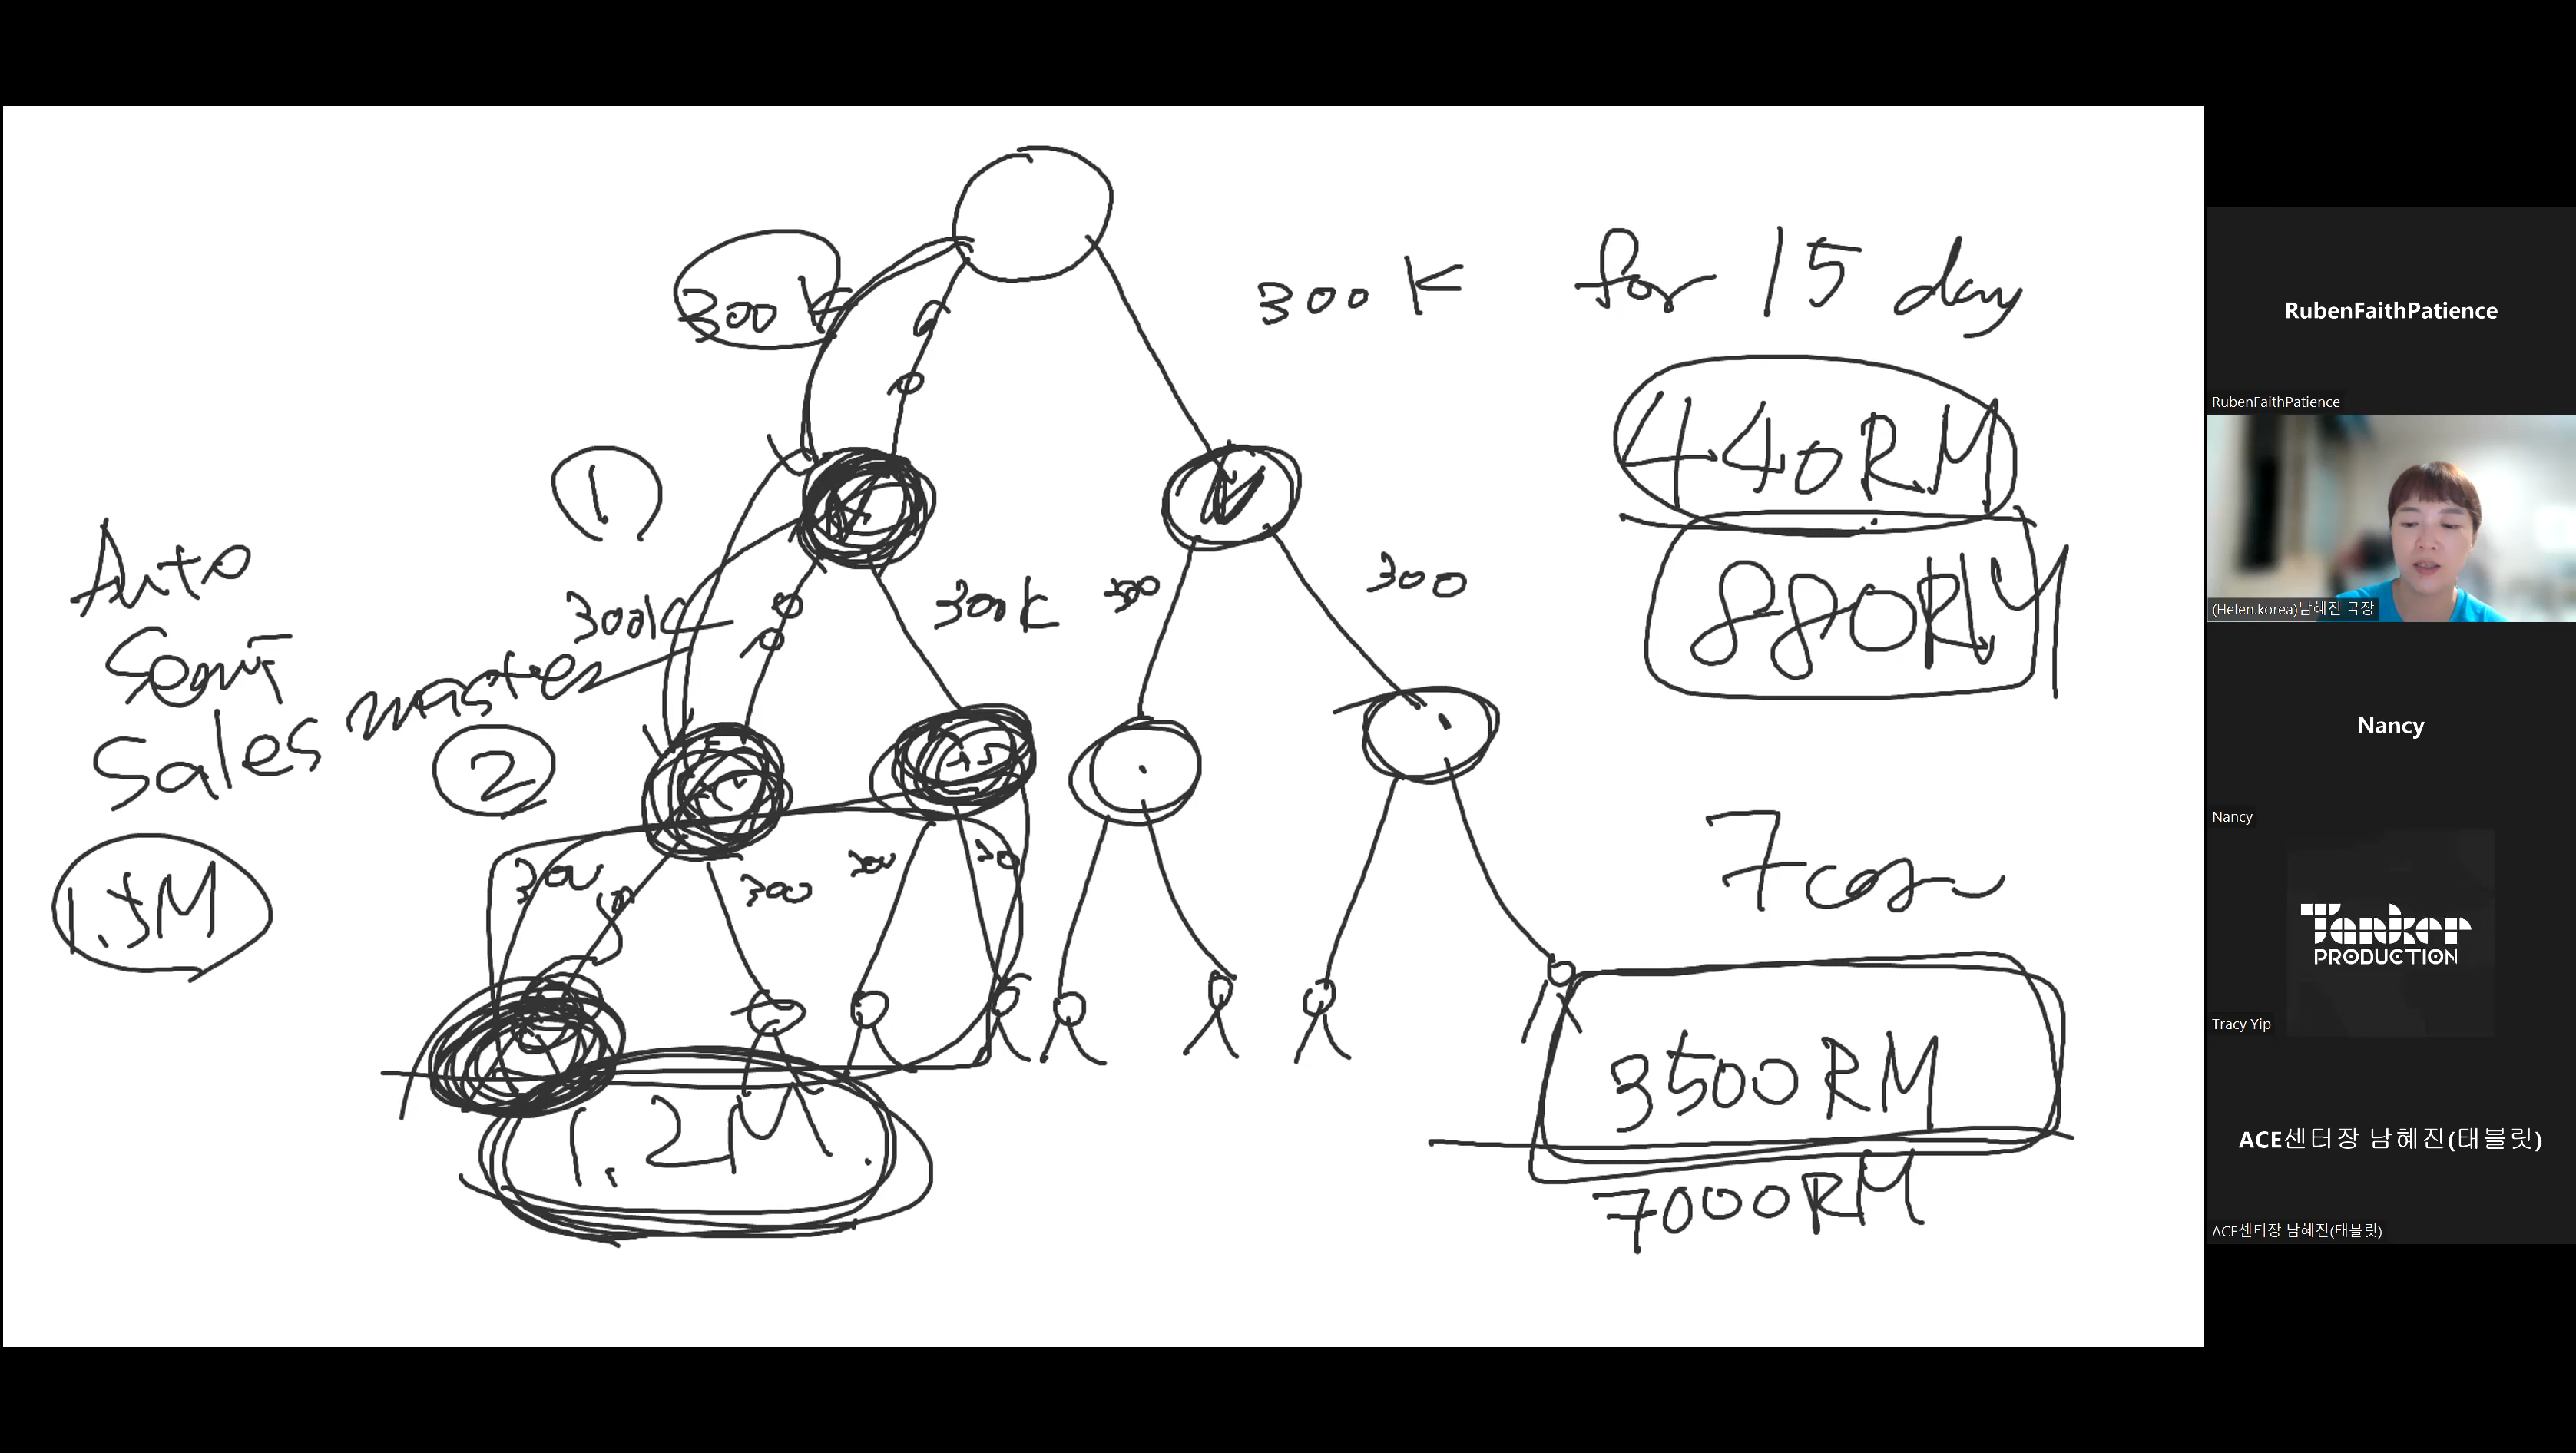 300K
300K for 15 day
440RM
880RM
1
Auto
Semi
Sales master
300K
300K
300
300
2
1.5M
300
300
300
7
1.2M
3500RM
7000RM
RubenFaithPatience
RubenFaithPatience
(Helen.korea)남혜진 국장
Nancy
Nancy
Tanker
PRODUCTION
Tracy Yip
ACE센터장 남혜진(태블릿)
ACE센터장 남혜진(태블릿)